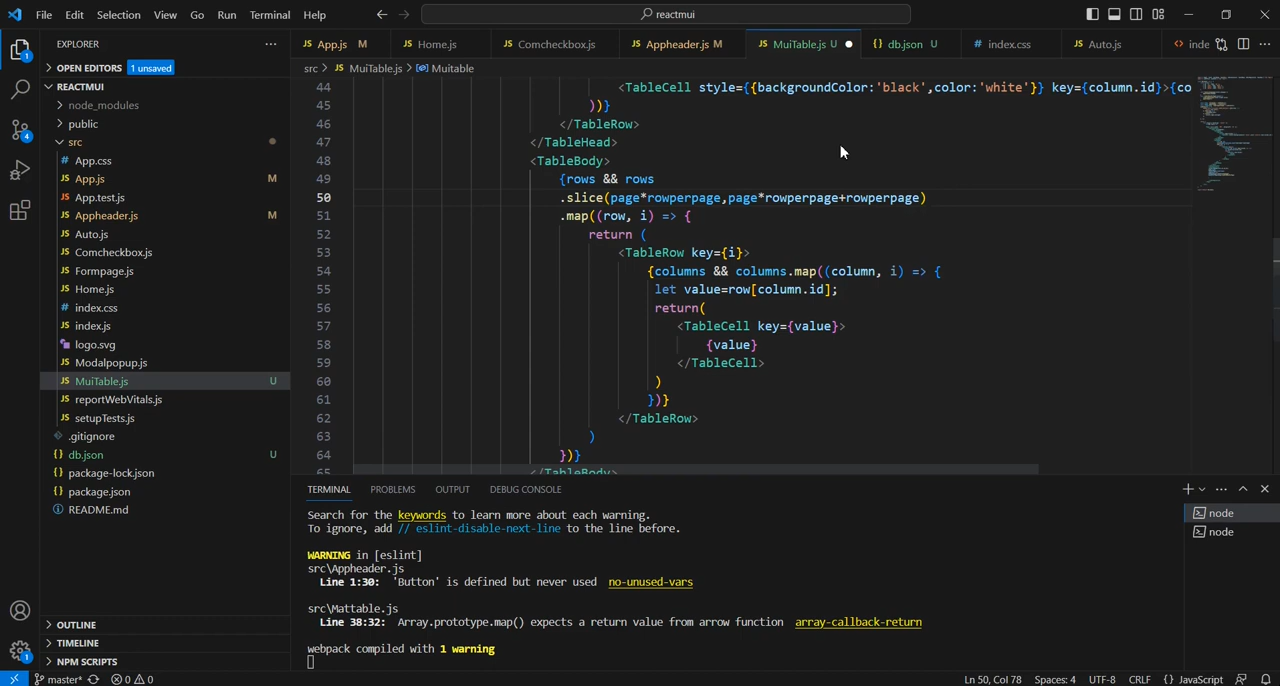 File Edit Selection View Go Run Terminal Help
reactmui
EXPLORER
App.js M
Home.js
Comcheckbox.js
Appheader.js M
MuiTable.js U
db.json U
index.css
Auto.js
inde
OPEN EDITORS 1 unsaved
src > MuiTable.js > Muitable
REACTMUI
node_modules
public
src
App.css
App.js M
App.test.js
Appheader.js M
Auto.js
Comcheckbox.js
Formpage.js
Home.js
index.css
index.js
logo.svg
Modalpopup.js
MuiTable.js U
reportWebVitals.js
setupTests.js
.gitignore
db.json U
package-lock.json
package.json
README.md
OUTLINE
TIMELINE
NPM SCRIPTS
44 <TableCell style={{backgroundColor:'black',color:'white'}} key={column.id}>{co
45 ))}
46 </TableRow>
47 </TableHead>
48 <TableBody>
49 {rows && rows
50 .slice(page*rowperpage,page*rowperpage+rowperpage)
51 .map((row, i) => {
52 return (
53 <TableRow key={i}>
54 {columns && columns.map((column, i) => {
55 let value=row[column.id];
56 return(
57 <TableCell key={value}>
58 {value}
59 </TableCell>
60 )
61 })}
62 </TableRow>
63 )
64 })}
65 </TableBody>
TERMINAL PROBLEMS OUTPUT DEBUG CONSOLE
Search for the keywords to learn more about each warning.
To ignore, add // eslint-disable-next-line to the line before.
WARNING in [eslint]
src\Appheader.js
Line 1:30: 'Button' is defined but never used no-unused-vars
src\Mattable.js
Line 38:32: Array.prototype.map() expects a return value from arrow function array-callback-return
webpack compiled with 1 warning
node
node
1
4
1
master* 0 0
Ln 50, Col 78 Spaces: 4 UTF-8 CRLF {} JavaScript